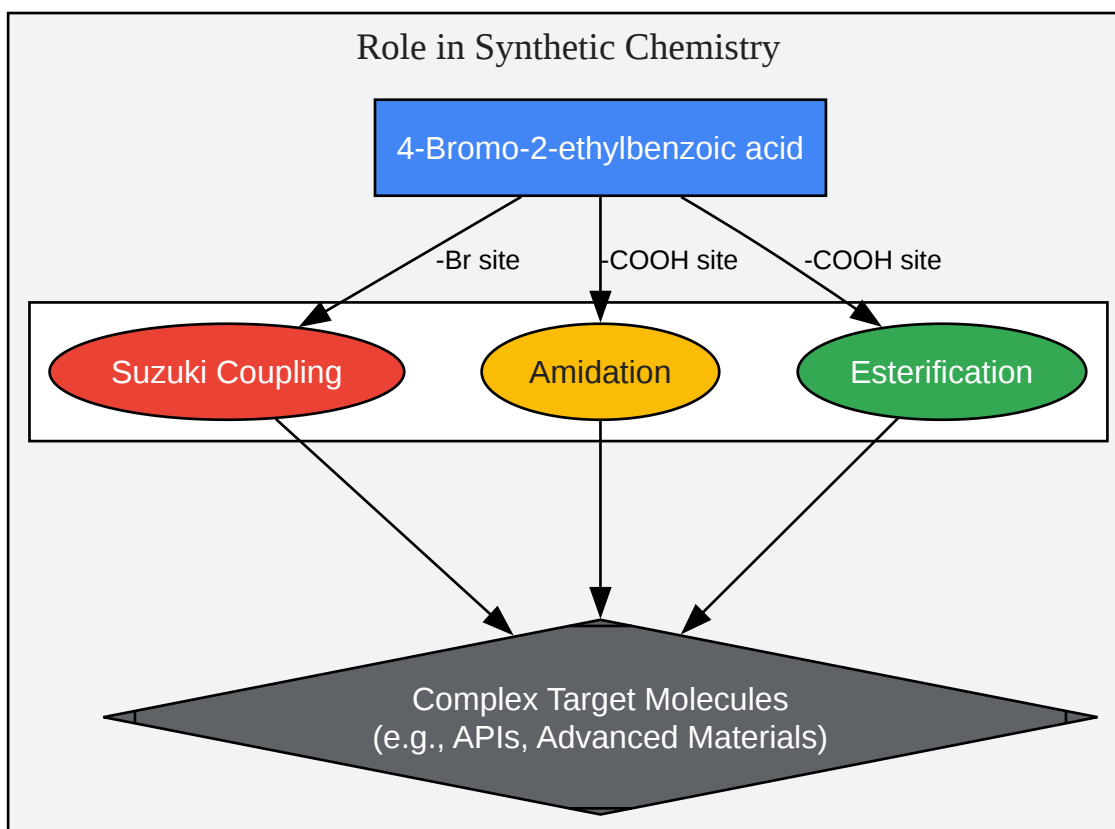 Role in Synthetic Chemistry
4-Bromo-2-ethylbenzoic acid
-Br site
-COOH site
-COOH site
Suzuki Coupling
Amidation
Esterification
Complex Target Molecules
(e.g., APIs, Advanced Materials)